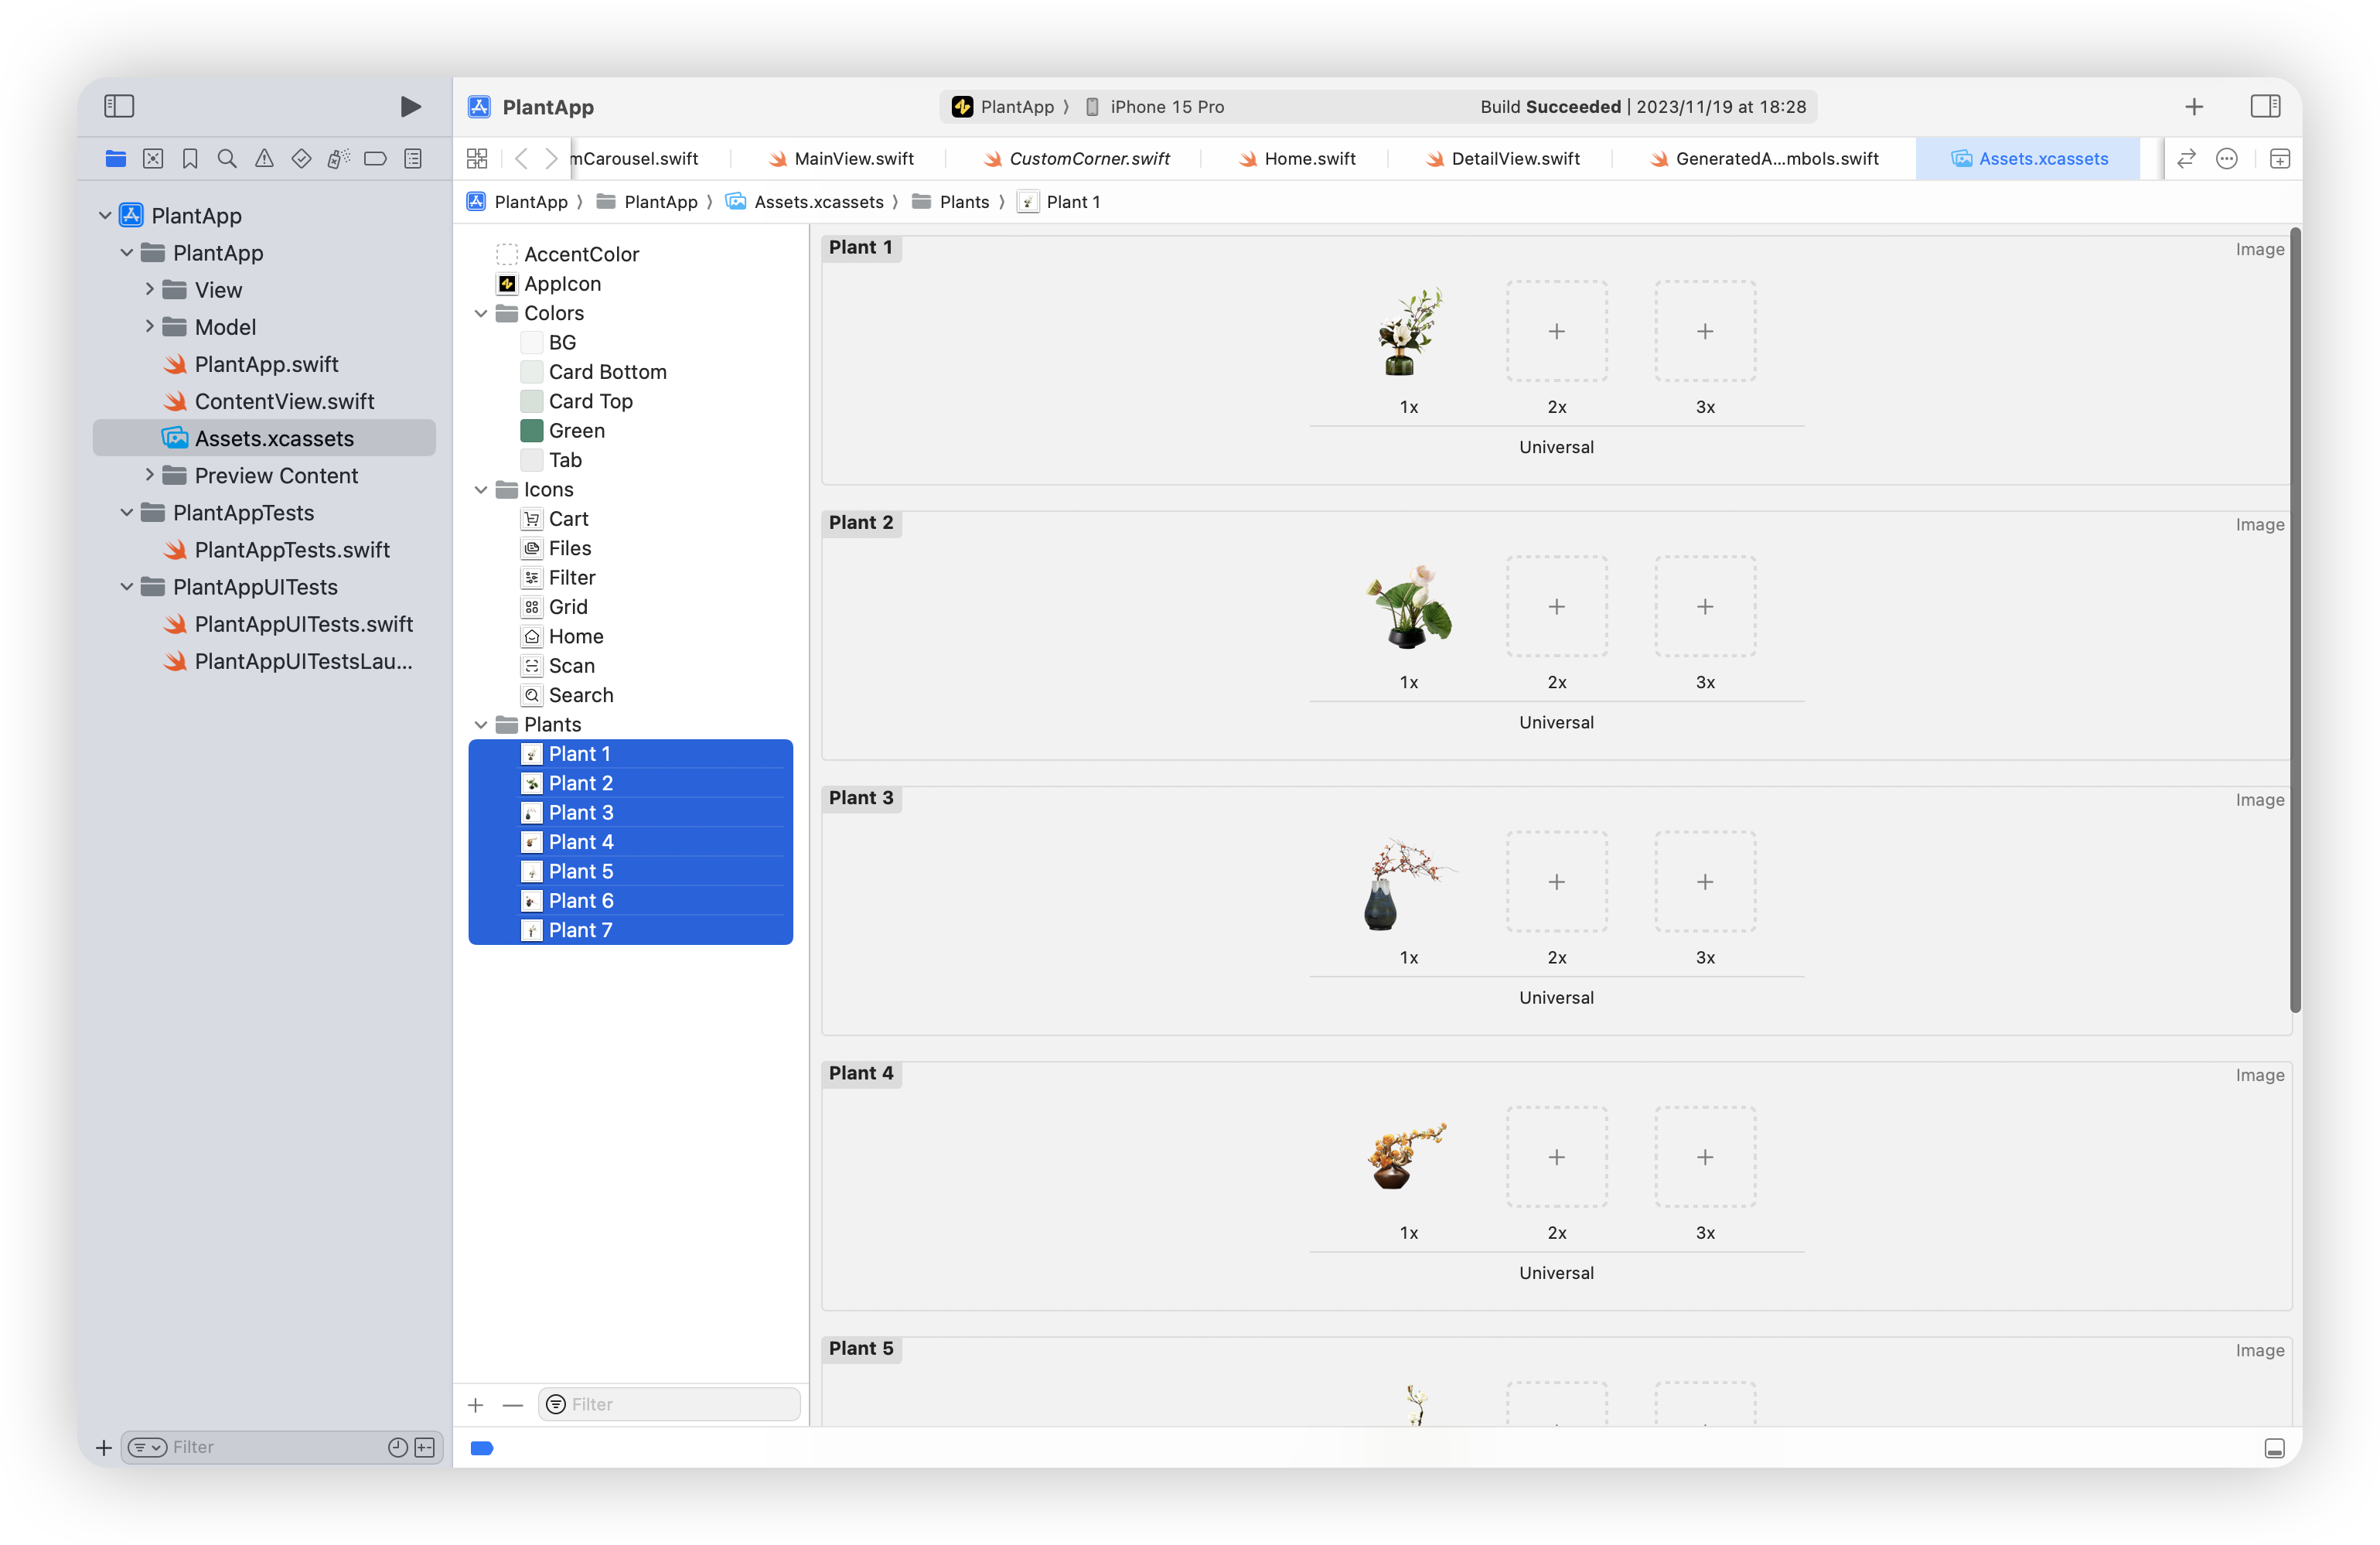 PlantApp
PlantApp 〉 iPhone 15 Pro
Build Succeeded | 2023/11/19 at 18:28
mCarousel.swift
MainView.swift
CustomCorner.swift
Home.swift
DetailView.swift
GeneratedA...mbols.swift
Assets.xcassets
PlantApp 〉 PlantApp 〉 Assets.xcassets 〉 Plants 〉 Plant 1
PlantApp
PlantApp
View
Model
PlantApp.swift
ContentView.swift
Assets.xcassets
Preview Content
PlantAppTests
PlantAppTests.swift
PlantAppUITests
PlantAppUITests.swift
PlantAppUITestsLau...
Filter
AccentColor
AppIcon
Colors
BG
Card Bottom
Card Top
Green
Tab
Icons
Cart
Files
Filter
Grid
Home
Scan
Search
Plants
Plant 1
Plant 2
Plant 3
Plant 4
Plant 5
Plant 6
Plant 7
Filter
Plant 1
Image
1x 2x 3x
Universal
Plant 2
Image
1x 2x 3x
Universal
Plant 3
Image
1x 2x 3x
Universal
Plant 4
Image
1x 2x 3x
Universal
Plant 5
Image